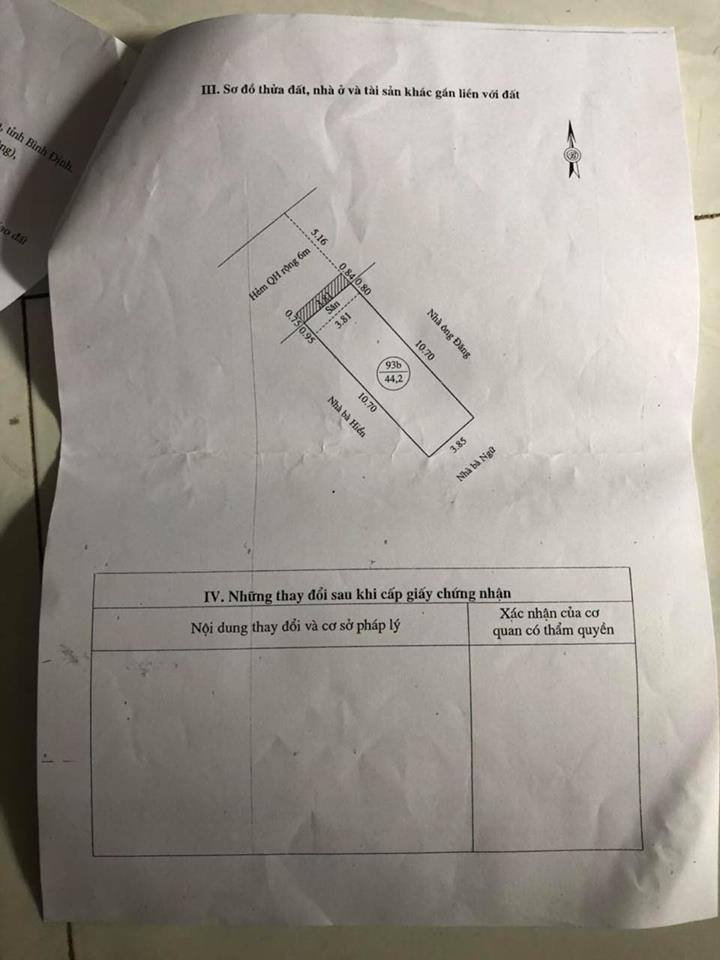 , tỉnh Bình Định.
ng),
ao đất
III. Sơ đồ thửa đất, nhà ở và tài sản khác gắn liền với đất
5.16
Hẻm QH rộng 6m
0.84
0.80
Sân
3.81
0.75
0.95
Nhà ông Đăng
10.70
93b
44,2
10.70
Nhà bà Hiền
3.85
Nhà bà Ngữ
IV. Những thay đổi sau khi cấp giấy chứng nhận
Nội dung thay đổi và cơ sở pháp lý
Xác nhận của cơ
quan có thẩm quyền